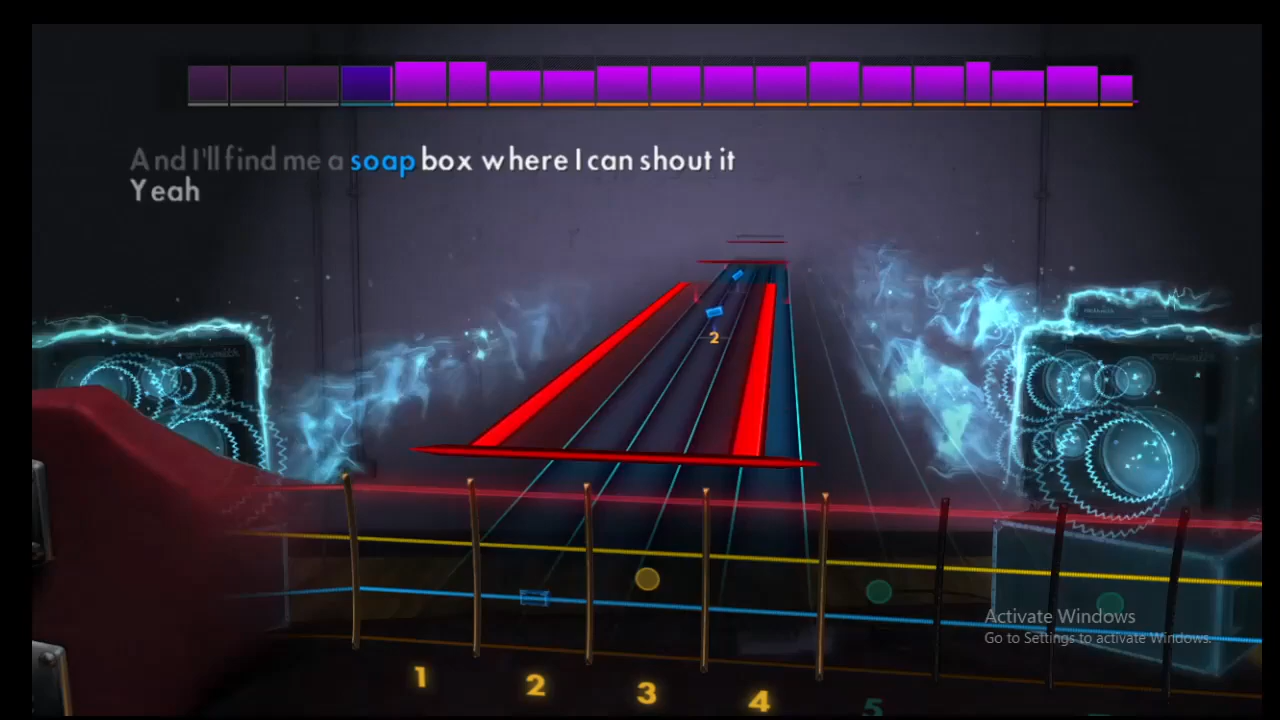 And I'll find me a soap box where I can shout it
Yeah
2
Activate Windows
Go to Settings to activate Windows.
1 2 3 4 5